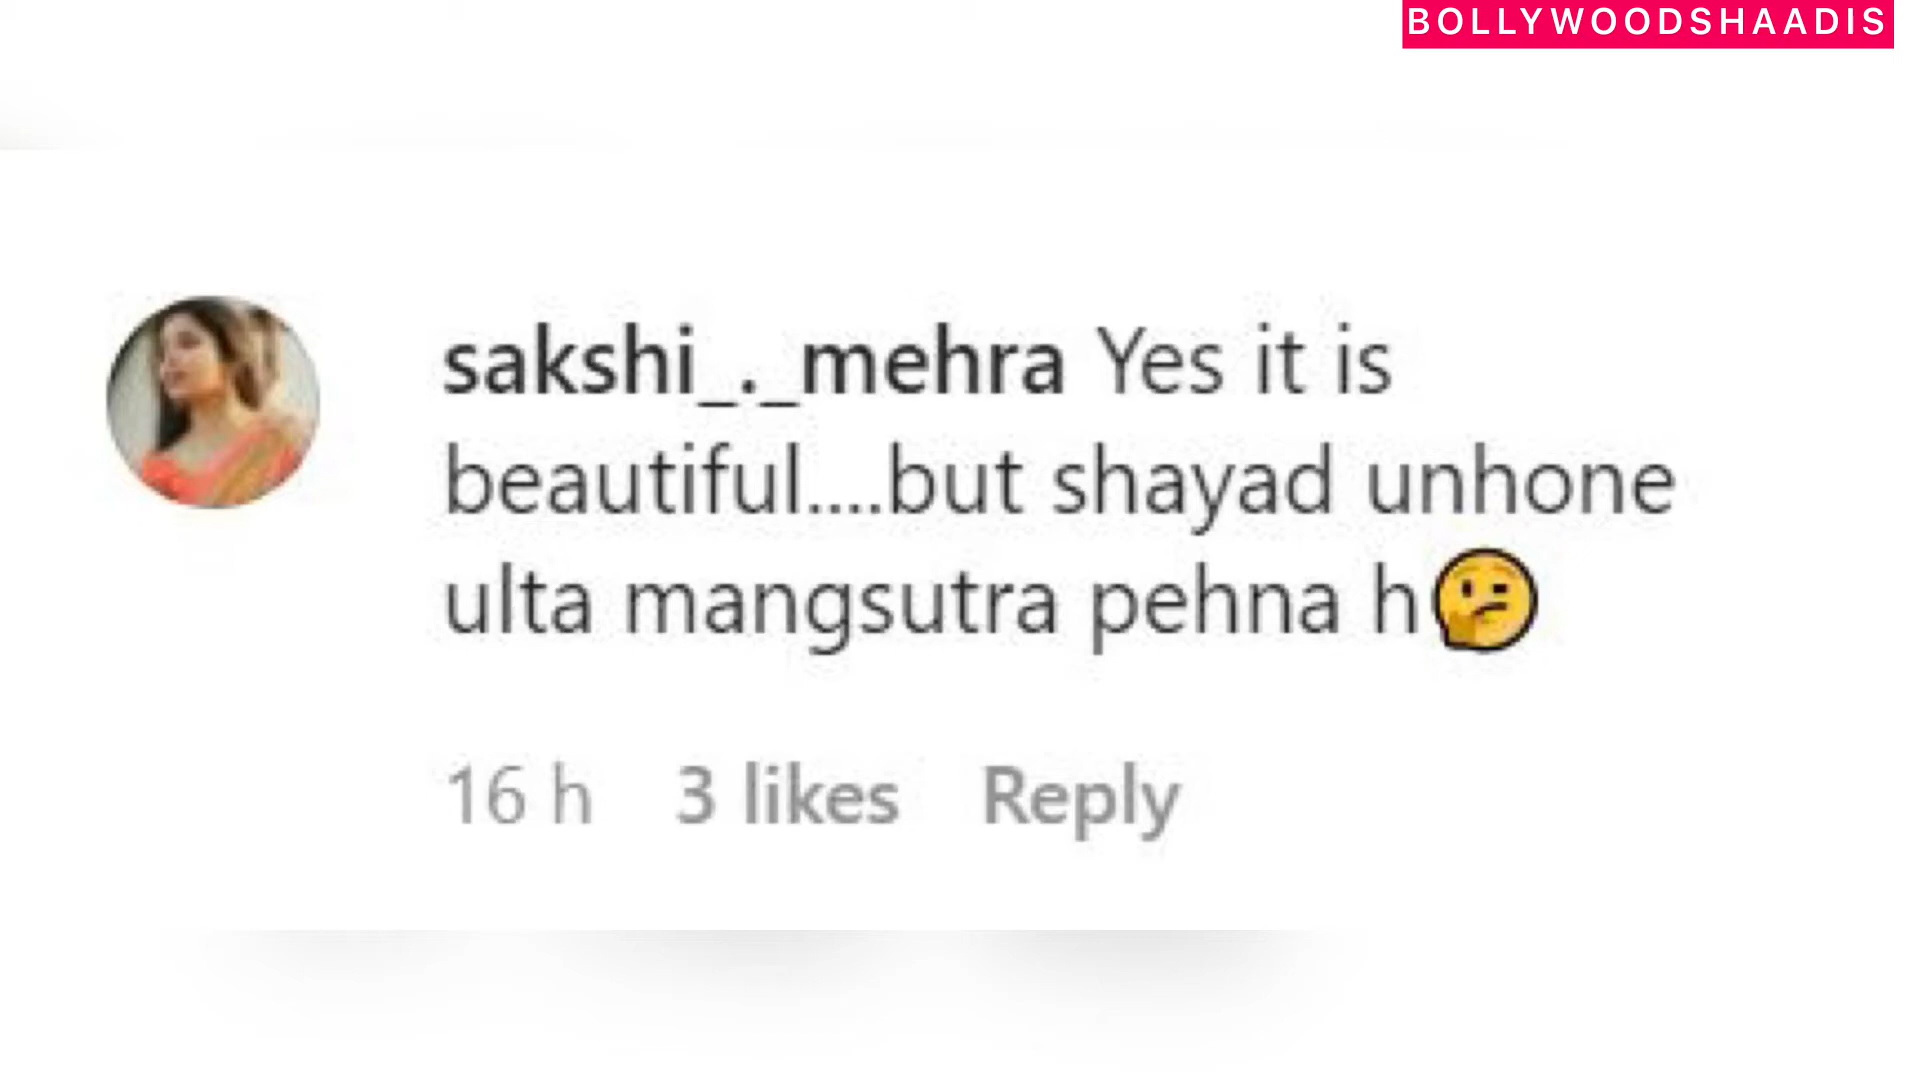 BOLLYWOODSHAADIS
sakshi_._mehra Yes it is
beautiful....but shayad unhone
ulta mangsutra pehna h🤔
16 h 3 likes Reply